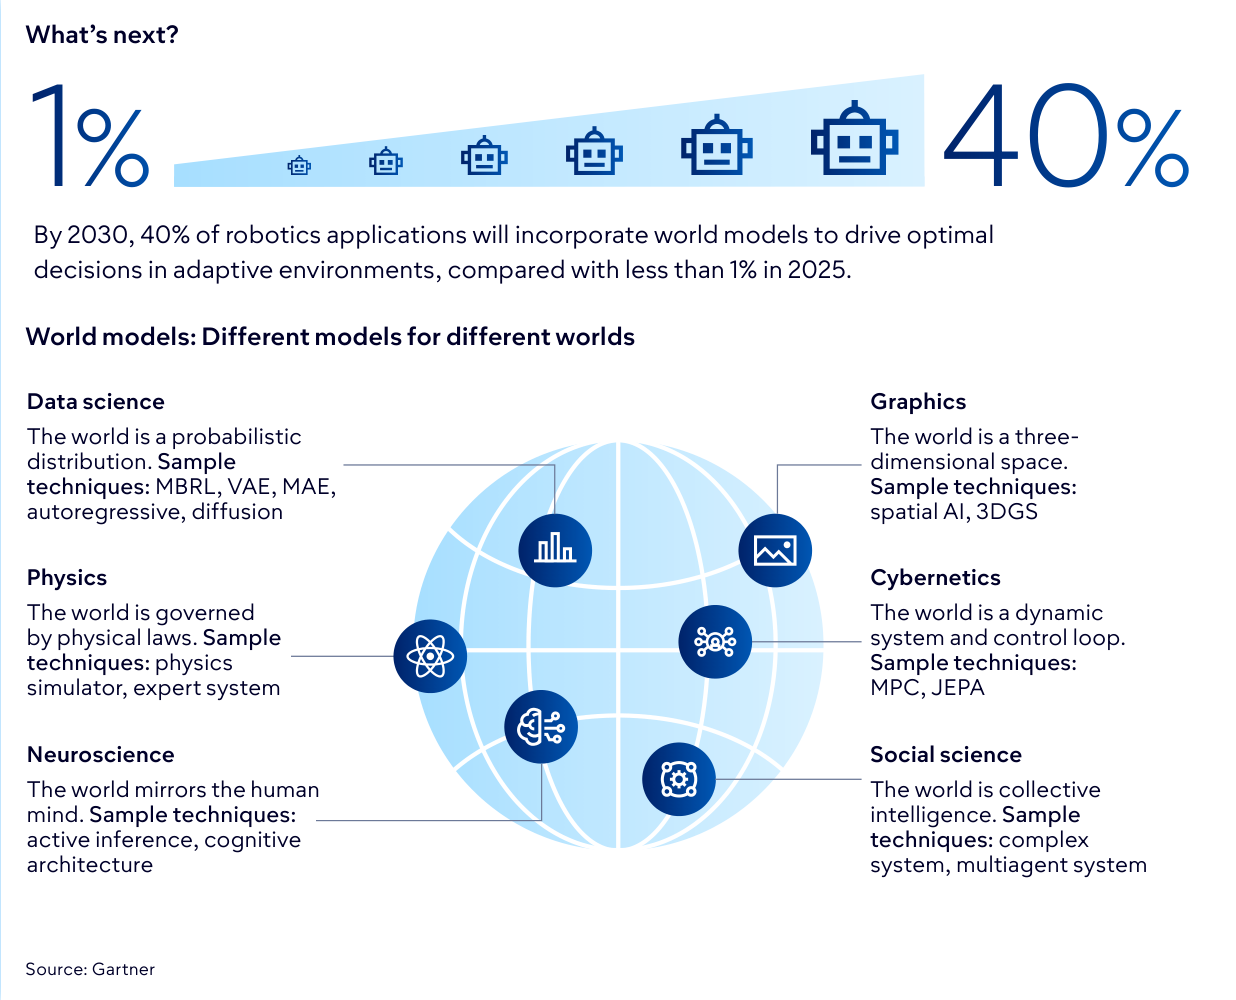 What’s next?
1%
40%
By 2030, 40% of robotics applications will incorporate world models to drive optimal
decisions in adaptive environments, compared with less than 1% in 2025.
World models: Different models for different worlds
Data science
The world is a probabilistic
distribution. Sample
techniques: MBRL, VAE, MAE,
autoregressive, diffusion
Physics
The world is governed
by physical laws. Sample
techniques: physics
simulator, expert system
Neuroscience
The world mirrors the human
mind. Sample techniques:
active inference, cognitive
architecture
Graphics
The world is a three-
dimensional space.
Sample techniques:
spatial AI, 3DGS
Cybernetics
The world is a dynamic
system and control loop.
Sample techniques:
MPC, JEPA
Social science
The world is collective
intelligence. Sample
techniques: complex
system, multiagent system
Source: Gartner